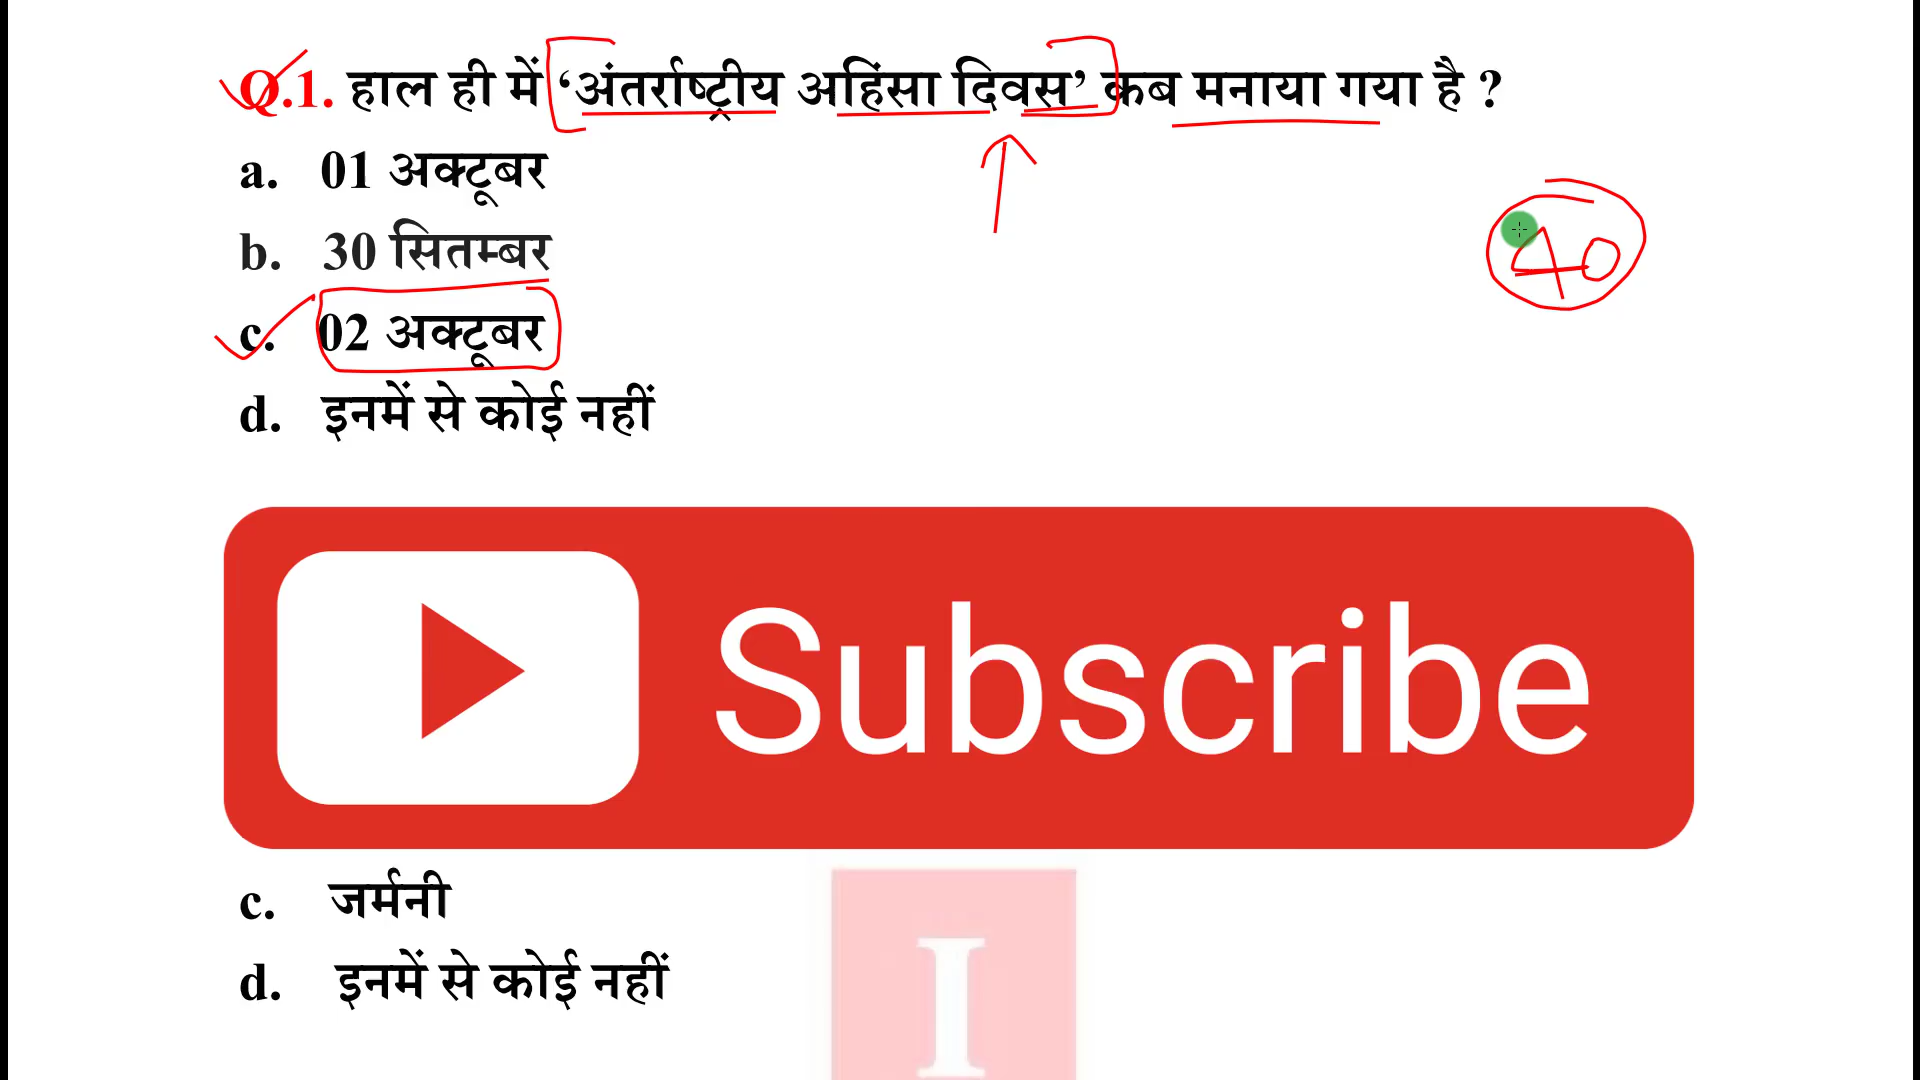 Q.1. हाल ही में ‘अंतर्राष्ट्रीय अहिंसा दिवस’ कब मनाया गया है ?
a. 01 अक्टूबर
40
b. 30 सितम्बर
c. 02 अक्टूबर
d. इनमें से कोई नहीं
Subscribe
c. जर्मनी
d. इनमें से कोई नहीं
I